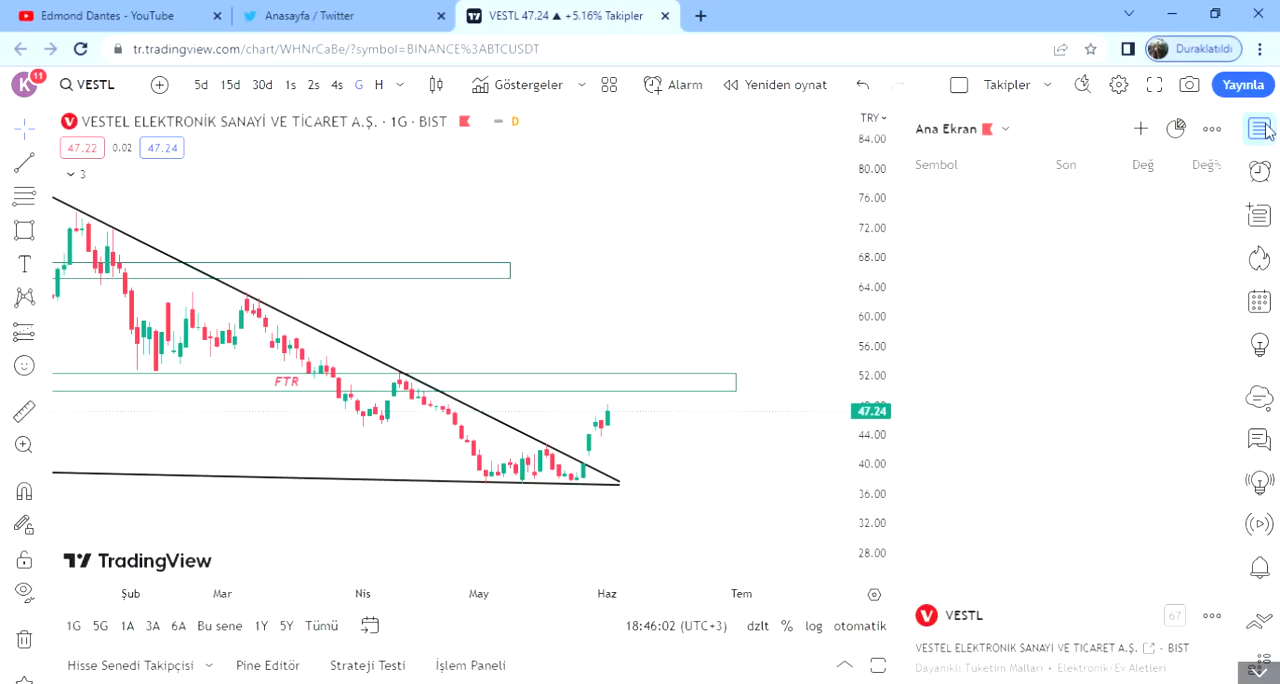 Edmond Dantes - YouTube
Anasayfa / Twitter
VESTL 47.24 ▲ +5.16% Takipler
tr.tradingview.com/chart/WHNrCaBe/?symbol=BINANCE%3ABTCUSDT
Duraklatıldı
K 11
VESTL
5d 15d 30d 1s 2s 4s G H
Göstergeler
Alarm
Yeniden oynat
Takipler
Yayınla
VESTEL ELEKTRONİK SANAYİ VE TİCARET A.Ş. · 1G · BIST
D
47.22 0.02 47.24
3
TRY
84.00
80.00
76.00
72.00
68.00
64.00
60.00
56.00
52.00
47.24
44.00
40.00
36.00
32.00
28.00
FTR
TradingView
Şub Mar Nis May Haz Tem
1G 5G 1A 3A 6A Bu sene 1Y 5Y Tümü
18:46:02 (UTC+3)
dzlt % log otomatik
Hisse Senedi Takipçisi
Pine Editör
Strateji Testi
İşlem Paneli
Ana Ekran
Sembol Son Değ Değ%
VESTL
67
VESTEL ELEKTRONİK SANAYİ VE TİCARET A.Ş. BIST
Dayanıklı Tüketim Malları • Elektronik/Ev Aletleri